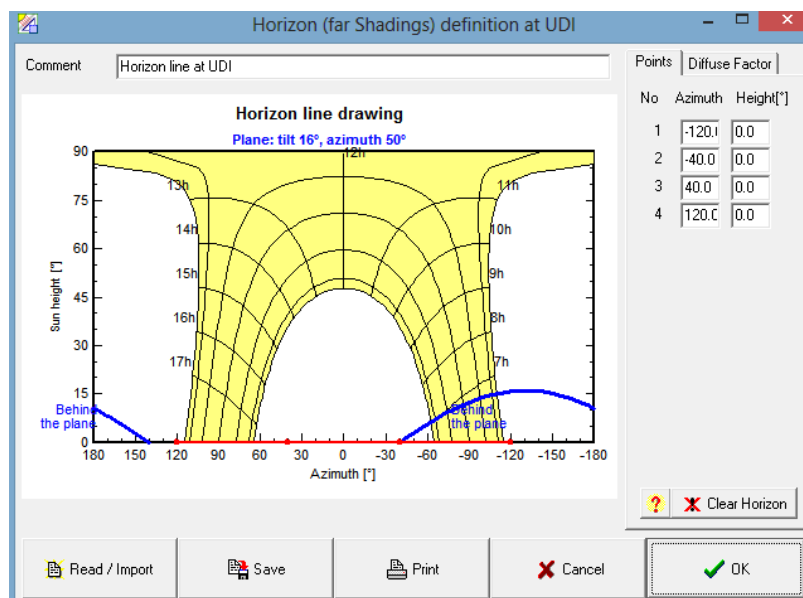 Horizon (far Shadings) definition at UDI
Comment Horizon line at UDI
Horizon line drawing
Plane: tilt 16°, azimuth 50°
Sun height [°]
90
75
60
45
30
15
0
12h
13h 11h
14h 10h
15h 9h
16h 8h
17h 7h
Behind the plane
Behind the plane
180 150 120 90 60 30 0 -30 -60 -90 -120 -150 -180
Azimuth [°]
Points Diffuse Factor
No Azimuth Height[°]
1 -120. 0.0
2 -40.0 0.0
3 40.0 0.0
4 120. 0.0
? Clear Horizon
Read / Import Save Print Cancel OK